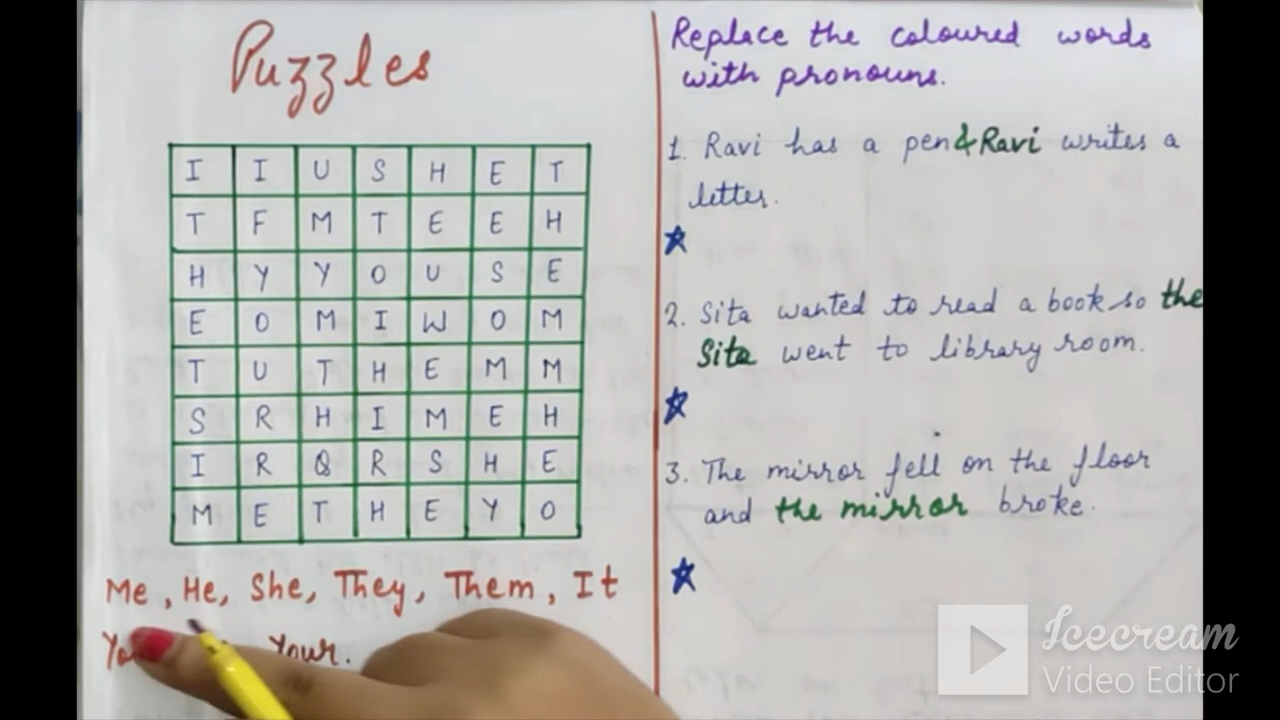 Puzzles
I I U S H E T
T F M T E E H
H Y Y O U S E
E O M I W O M
T U T H E M M
S R H I M E H
I R Q R S H E
M E T H E Y O
Me, He, She, They, Them, It
Your.
Replace the coloured words
with pronouns.
1. Ravi has a pen & Ravi writes a
letter.
2. Sita wanted to read a book so the
Sita went to library room.
3. The mirror fell on the floor
and the mirror broke.
Icecream
Video Editor